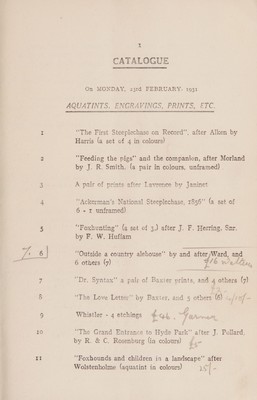 CATALOGUE
On MONDAY, 23rd FEBRUARY, 1931
AQUATINTS, ENGRAVINGS, PRINTS, ETC.
1 "The First Steeplechase on Record", after Alken by
Harris (a set of 4 in colours)
2 "Feeding the pigs" and the companion, after Morland
by J. R. Smith. (a pair in colours, unframed)
3 A pair of prints after Lavrence by Janinet
4 "Ackerman's National Steeplechase, 1836" (a set of
6 + 1 unframed)
5 "Foxhunting" (4 set of 3,) after J. F. Herring, Snr.
by F. W. Huffam
7. 6 "Outside a country alehouse" by and after Ward, and
6 others (7)
7 "Dr. Syntax" a pair of Baxter prints, and 4 others (7)
8 "The Love Letter" by Baxter, and 5 others (6)
9 Whistler - 4 etchings
10 "The Grand Entrance to Hyde Park" after J. Pollard.
by R. & C. Rosenburg (in colours) £5
11 "Foxhounds and children in a landscape" after
Wolstenholme (aquatint in colours) 15/-